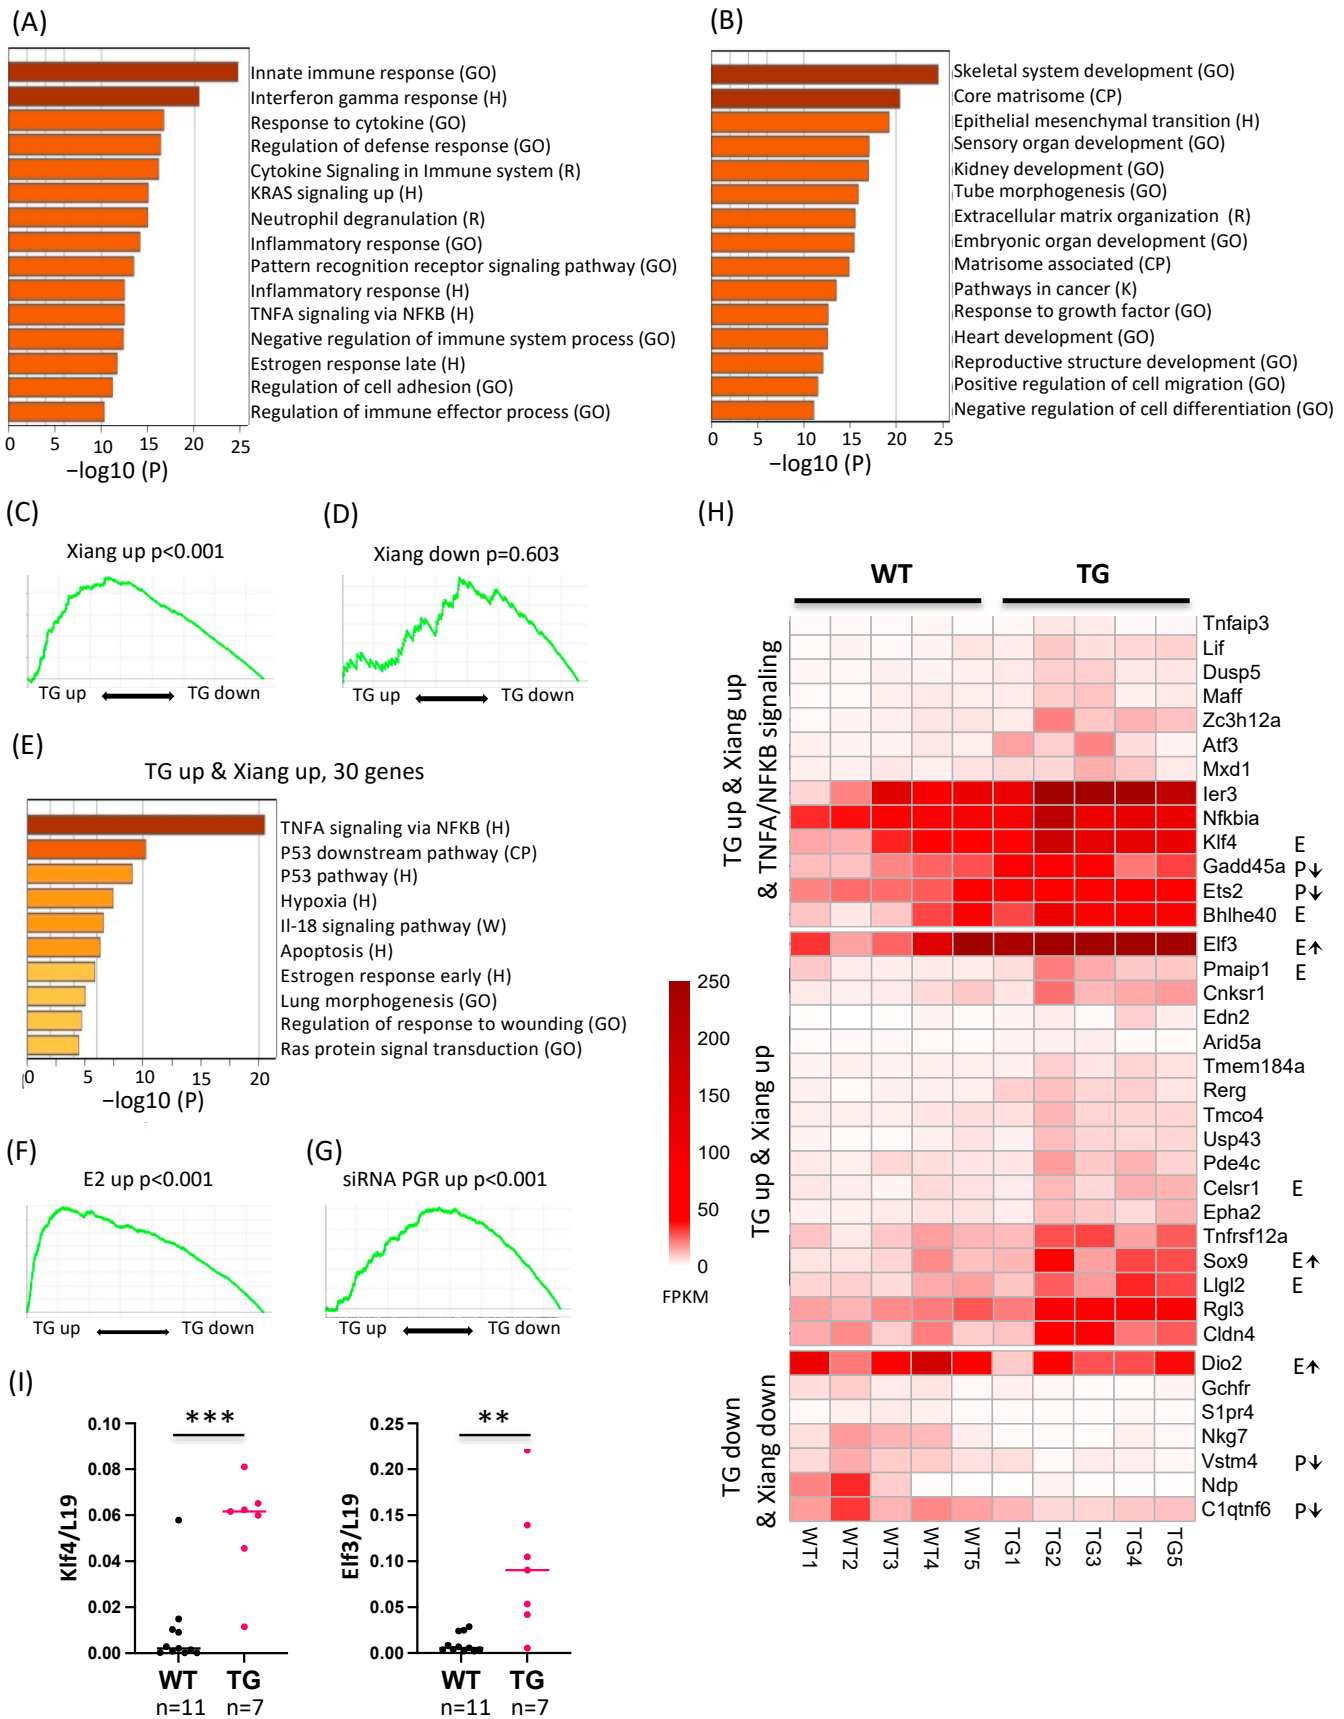 (A)
Innate immune response (GO)
Interferon gamma response (H)
Response to cytokine (GO)
Regulation of defense response (GO)
Cytokine Signaling in Immune system (R)
KRAS signaling up (H)
Neutrophil degranulation (R)
Inflammatory response (GO)
Pattern recognition receptor signaling pathway (GO)
Inflammatory response (H)
TNFA signaling via NFKB (H)
Negative regulation of immune system process (GO)
Estrogen response late (H)
Regulation of cell adhesion (GO)
Regulation of immune effector process (GO)
0 5 10 15 20 25
−log10 (P)
(B)
Skeletal system development (GO)
Core matrisome (CP)
Epithelial mesenchymal transition (H)
Sensory organ development (GO)
Kidney development (GO)
Tube morphogenesis (GO)
Extracellular matrix organization (R)
Embryonic organ development (GO)
Matrisome associated (CP)
Pathways in cancer (K)
Response to growth factor (GO)
Heart development (GO)
Reproductive structure development (GO)
Positive regulation of cell migration (GO)
Negative regulation of cell differentiation (GO)
0 5 10 15 20 25
−log10 (P)
(C)
Xiang up p<0.001
TG up TG down
(D)
Xiang down p=0.603
TG up TG down
(E)
TG up & Xiang up, 30 genes
TNFA signaling via NFKB (H)
P53 downstream pathway (CP)
P53 pathway (H)
Hypoxia (H)
Il-18 signaling pathway (W)
Apoptosis (H)
Estrogen response early (H)
Lung morphogenesis (GO)
Regulation of response to wounding (GO)
Ras protein signal transduction (GO)
0 5 10 15 20
−log10 (P)
(F)
E2 up p<0.001
TG up TG down
(G)
siRNA PGR up p<0.001
TG up TG down
(H)
WT TG
TG up & Xiang up
& TNFA/NFKB signaling
Tnfaip3
Lif
Dusp5
Maff
Zc3h12a
Atf3
Mxd1
Ier3
Nfkbia
Klf4 E
Gadd45a P↓
Ets2 P↓
Bhlhe40 E
TG up & Xiang up
Elf3 E↑
Pmaip1 E
Cnksr1
Edn2
Arid5a
Tmem184a
Rerg
Tmco4
Usp43
Pde4c
Celsr1 E
Epha2
Tnfrsf12a
Sox9 E↑
Llgl2 E
Rgl3
Cldn4
TG down
& Xiang down
Dio2 E↑
Gchfr
S1pr4
Nkg7
Vstm4 P↓
Ndp
C1qtnf6 P↓
WT1 WT2 WT3 WT4 WT5 TG1 TG2 TG3 TG4 TG5
250
200
150
100
50
0
FPKM
(I)
Klf4/L19
0.10
0.08
0.06
0.04
0.02
0.00
***
WT TG
n=11 n=7
Elf3/L19
0.25
0.20
0.15
0.10
0.05
0.00
**
WT TG
n=11 n=7